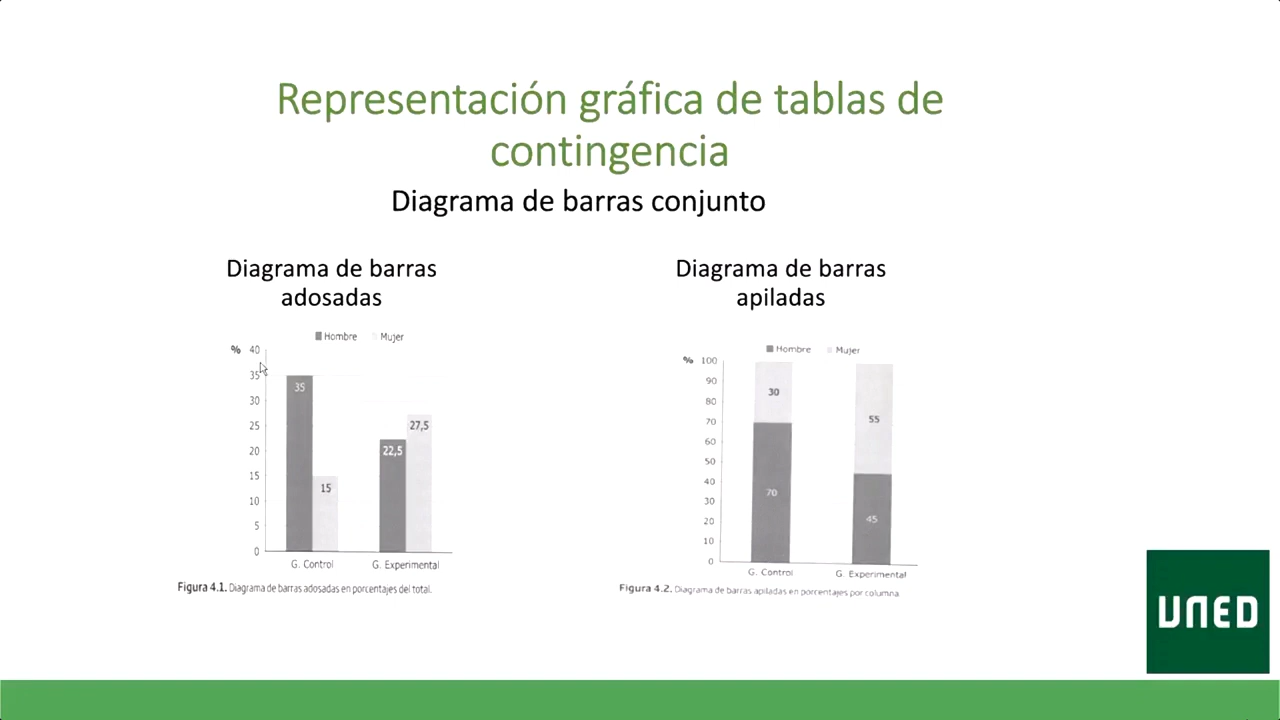 Representación gráfica de tablas de
contingencia
Diagrama de barras conjunto
Diagrama de barras
adosadas
Hombre Mujer
% 40
35
30
25
20
15
10
5
0
35
15
22,5
27,5
G. Control G. Experimental
Figura 4.1. Diagrama de barras adosadas en porcentajes del total.
Diagrama de barras
apiladas
Hombre Mujer
% 100
90
80
70
60
50
40
30
20
10
0
30
70
55
45
G. Control G. Experimental
Figura 4.2. Diagrama de barras apiladas en porcentajes por columna.
UNED